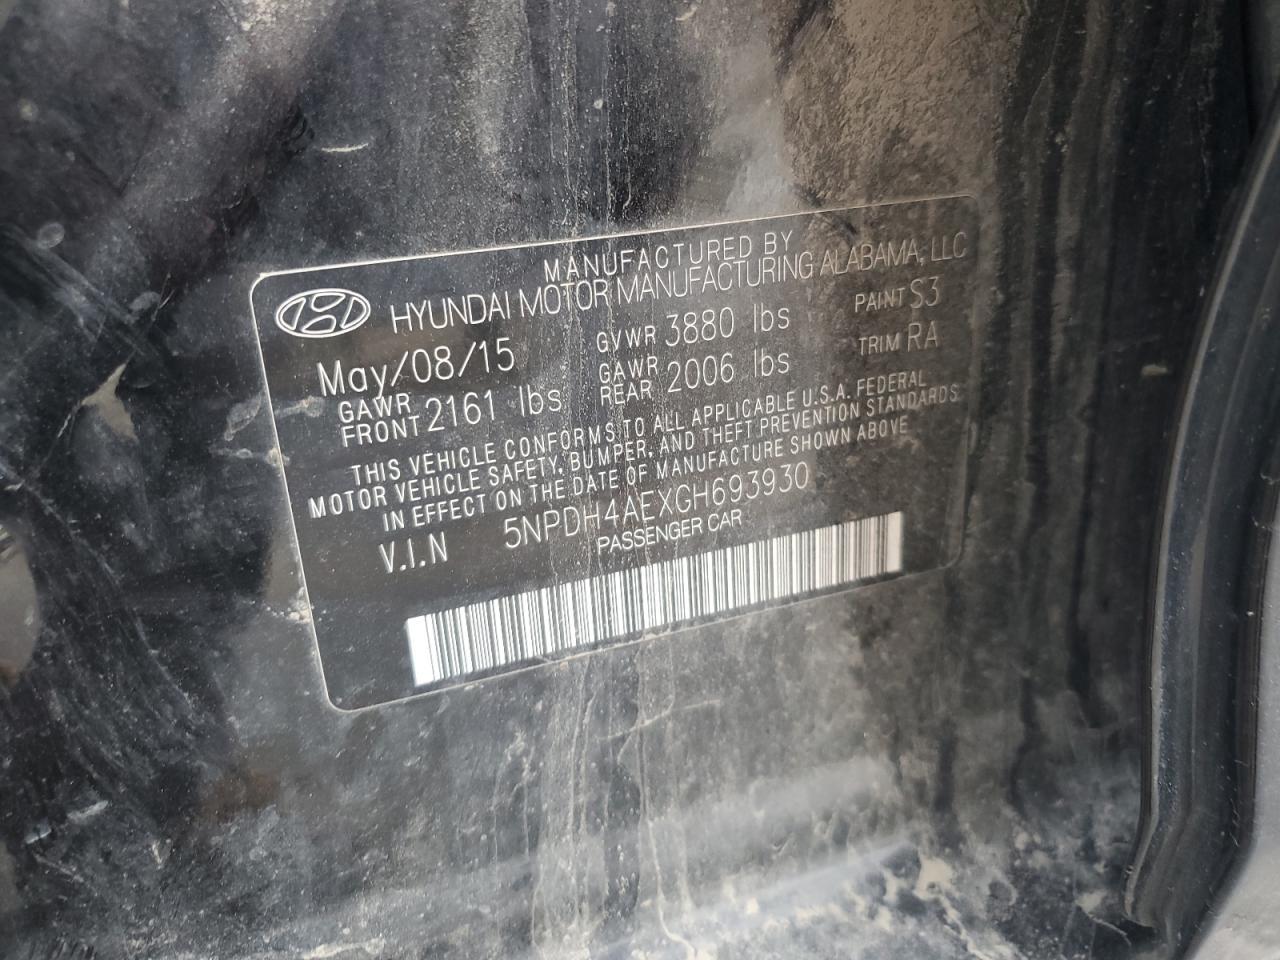 MANUFACTURED BY
HYUNDAI MOTOR MANUFACTURING ALABAMA, LLC
May/08/15 GVWR 3880 lbs PAINT S3
GAWR FRONT 2161 lbs GAWR REAR 2006 lbs TRIM RA
THIS VEHICLE CONFORMS TO ALL APPLICABLE U.S.A. FEDERAL
MOTOR VEHICLE SAFETY, BUMPER, AND THEFT PREVENTION STANDARDS
IN EFFECT ON THE DATE OF MANUFACTURE SHOWN ABOVE
V.I.N 5NPDH4AEXGH693930
PASSENGER CAR